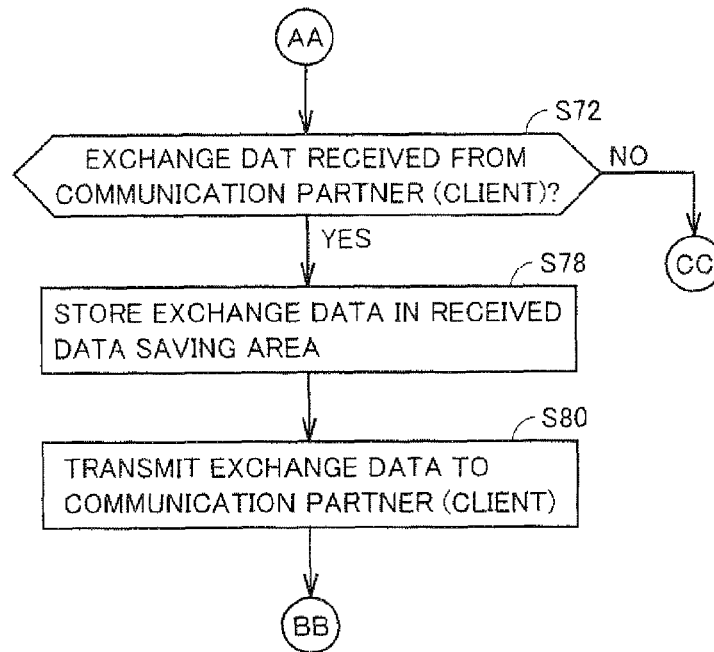 AA
S72
EXCHANGE DAT RECEIVED FROM
COMMUNICATION PARTNER (CLIENT)?
NO
YES
CC
S78
STORE EXCHANGE DATA IN RECEIVED
DATA SAVING AREA
S80
TRANSMIT EXCHANGE DATA TO
COMMUNICATION PARTNER (CLIENT)
BB